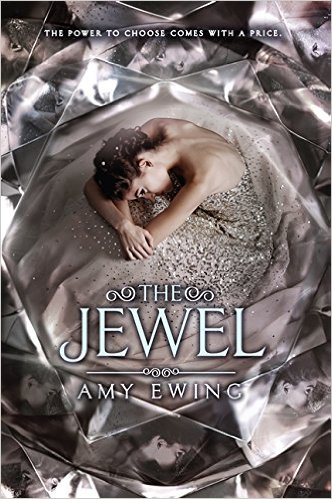 THE POWER TO CHOOSE COMES WITH A PRICE.
THE
JEWEL
AMY EWING